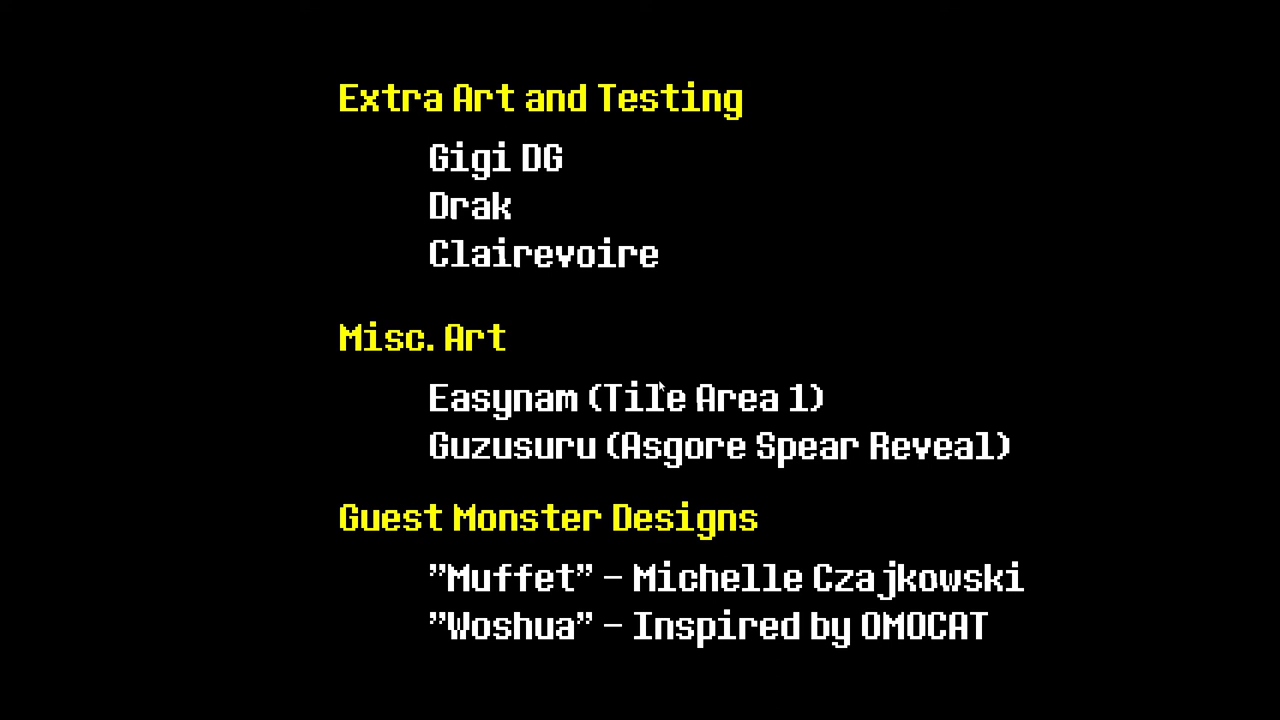 Extra Art and Testing
Gigi DG
Drak
Clairevoire
Misc. Art
Easynam (Tile Area 1)
Guzusuru (Asgore Spear Reveal)
Guest Monster Designs
"Muffet" - Michelle Czajkowski
"Woshua" - Inspired by OMOCAT